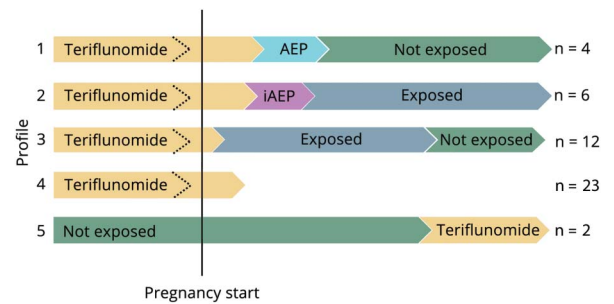 1 Teriflunomide AEP Not exposed n = 4
2 Teriflunomide iAEP Exposed n = 6
3 Teriflunomide Exposed Not exposed n = 12
4 Teriflunomide n = 23
5 Not exposed Teriflunomide n = 2
Profile
Pregnancy start